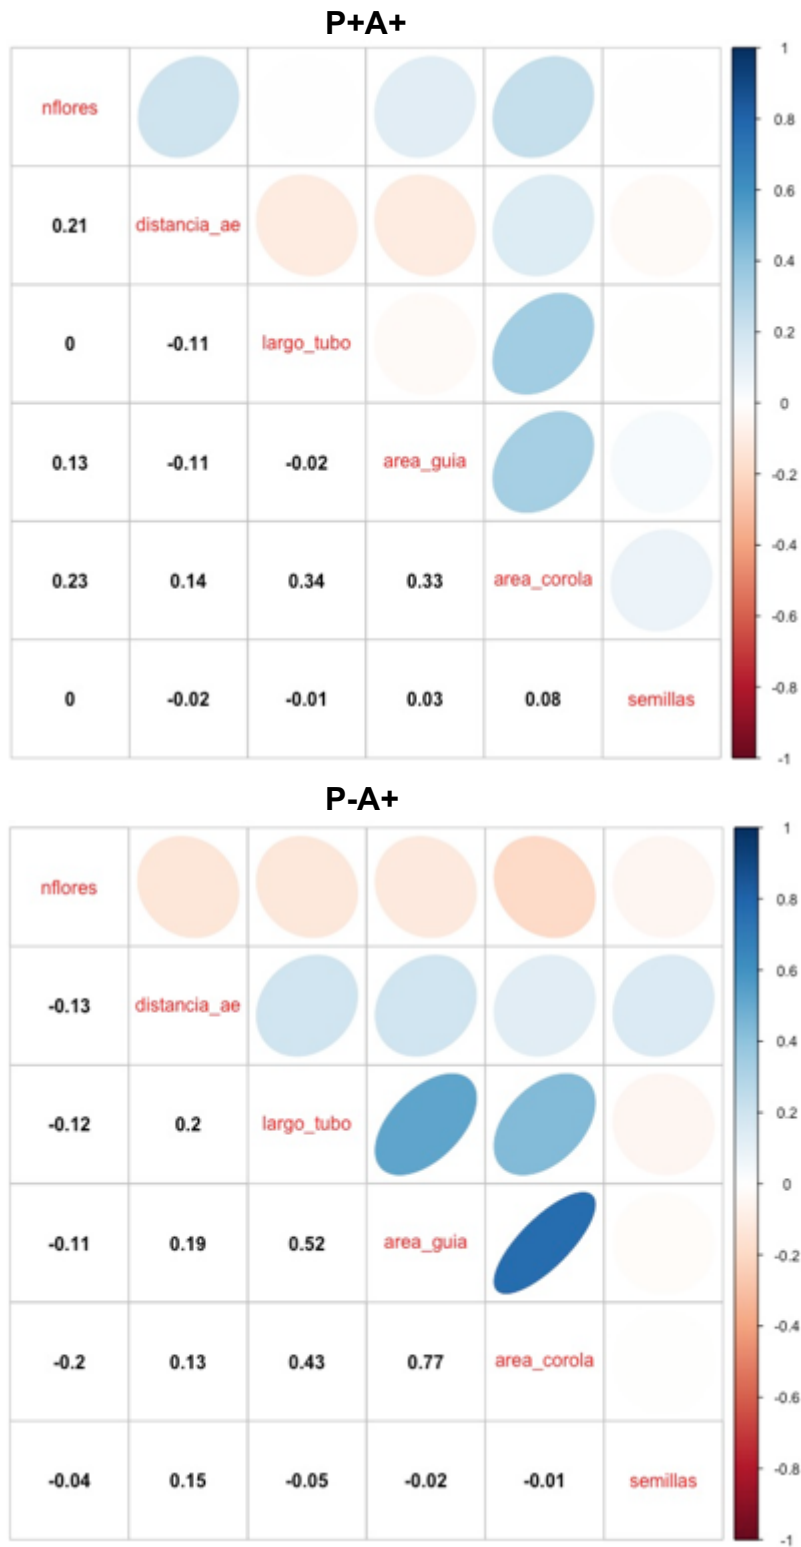 P+A+
nflores
0.21 distancia_ae
0 -0.11 largo_tubo
0.13 -0.11 -0.02 area_guia
0.23 0.14 0.34 0.33 area_corola
0 -0.02 -0.01 0.03 0.08 semillas
1
0.8
0.6
0.4
0.2
0
-0.2
-0.4
-0.6
-0.8
-1
P-A+
nflores
-0.13 distancia_ae
-0.12 0.2 largo_tubo
-0.11 0.19 0.52 area_guia
-0.2 0.13 0.43 0.77 area_corola
-0.04 0.15 -0.05 -0.02 -0.01 semillas
1
0.8
0.6
0.4
0.2
0
-0.2
-0.4
-0.6
-0.8
-1